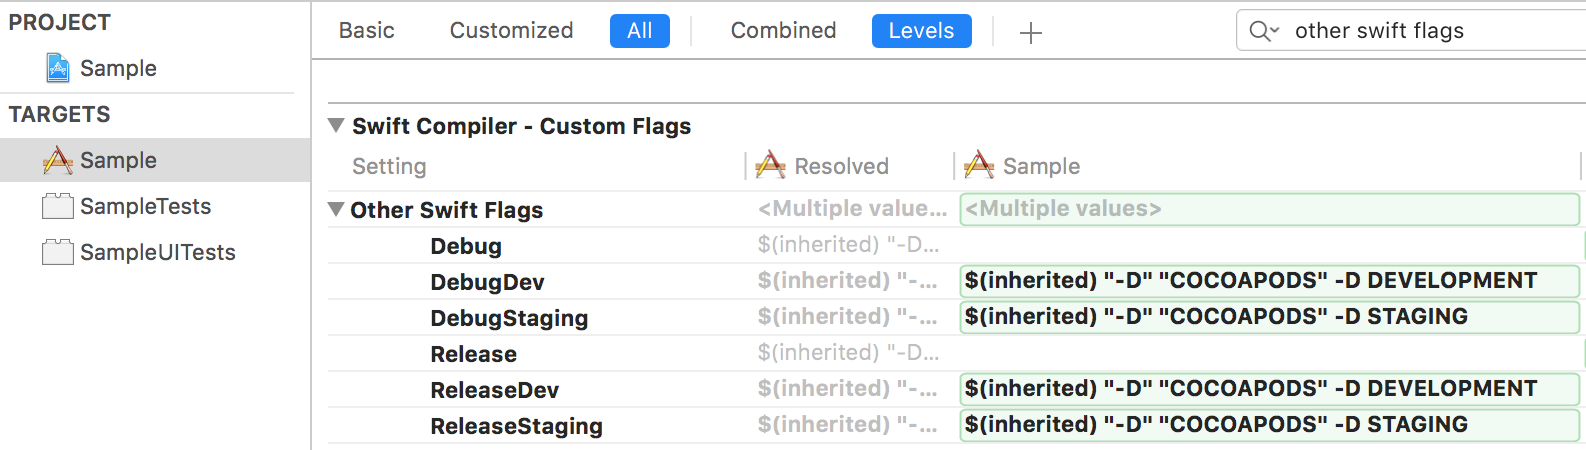 PROJECT
Sample
TARGETS
Sample
SampleTests
SampleUITests
Basic Customized All Combined Levels + other swift flags
Swift Compiler - Custom Flags
Setting Resolved Sample
Other Swift Flags <Multiple value... <Multiple values>
Debug $(inherited) "-D...
DebugDev $(inherited) "-... $(inherited) "-D" "COCOAPODS" -D DEVELOPMENT
DebugStaging $(inherited) "-... $(inherited) "-D" "COCOAPODS" -D STAGING
Release $(inherited) "-D...
ReleaseDev $(inherited) "-... $(inherited) "-D" "COCOAPODS" -D DEVELOPMENT
ReleaseStaging $(inherited) "-... $(inherited) "-D" "COCOAPODS" -D STAGING